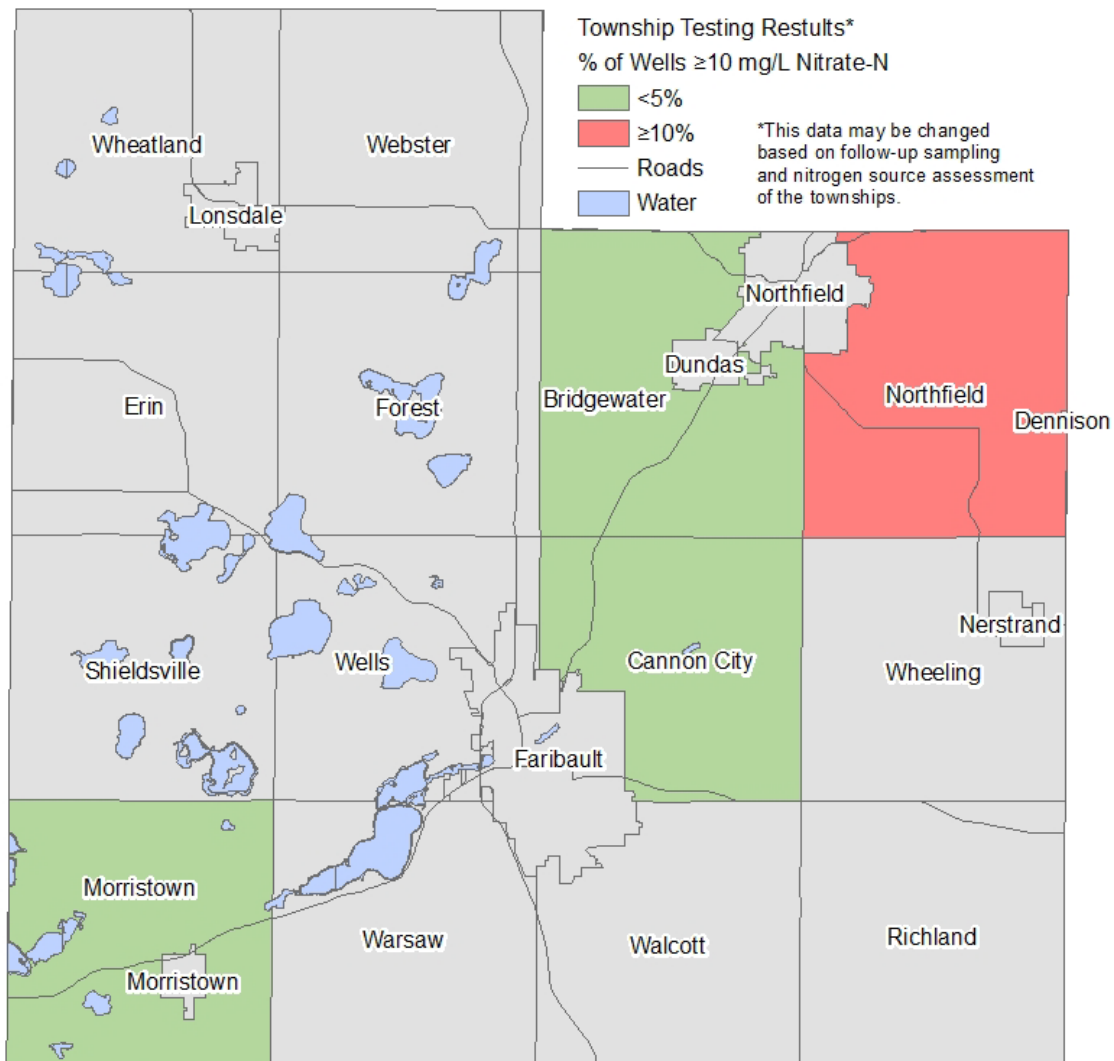 Township Testing Restults*
% of Wells ≥10 mg/L Nitrate-N
<5%
≥10%
Roads
Water
*This data may be changed
based on follow-up sampling
and nitrogen source assessment
of the townships.
Wheatland
Webster
Lonsdale
Northfield
Dundas
Erin
Forest
Bridgewater
Northfield
Dennison
Nerstrand
Shieldsville
Wells
Cannon City
Wheeling
Faribault
Morristown
Warsaw
Walcott
Richland
Morristown